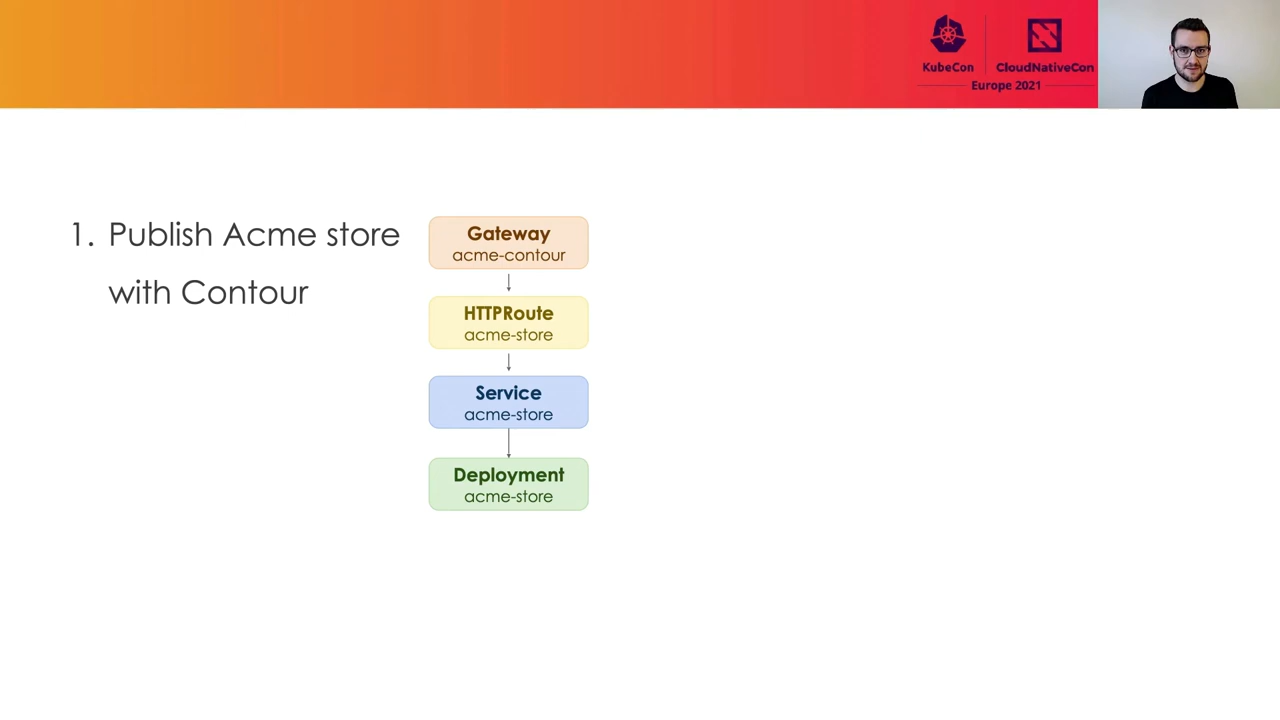 KubeCon
CloudNativeCon
Europe 2021
1. Publish Acme store
with Contour
Gateway
acme-contour
HTTPRoute
acme-store
Service
acme-store
Deployment
acme-store